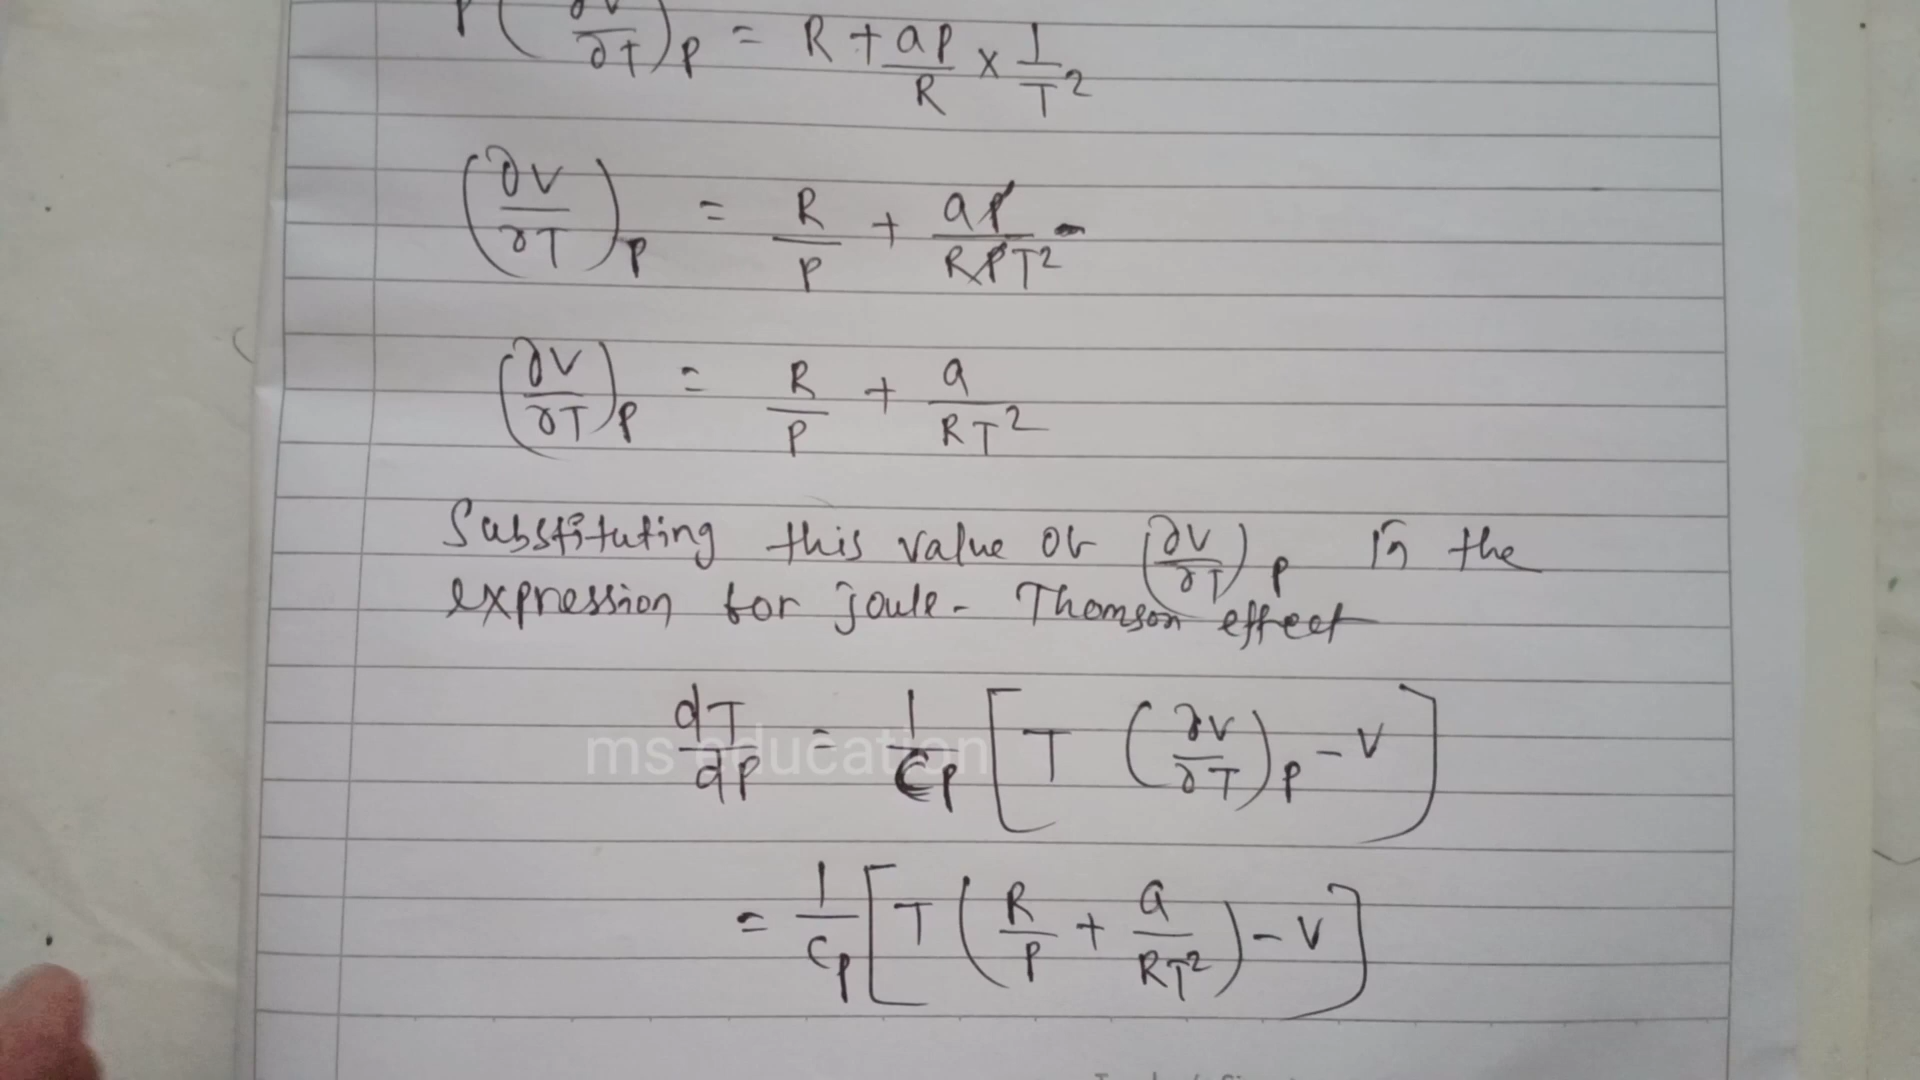 P(∂V/∂T)P = R + aP/R × 1/T²
(∂V/∂T)P = R/P + aP/RPT²
(∂V/∂T)P = R/P + a/RT²
Substituting this value of (∂V/∂T)P in the
expression for joule - Thomson effect
dT/dP = 1/CP [T (∂V/∂T)P - V]
ms education
= 1/CP [T (R/P + a/RT²) - V]